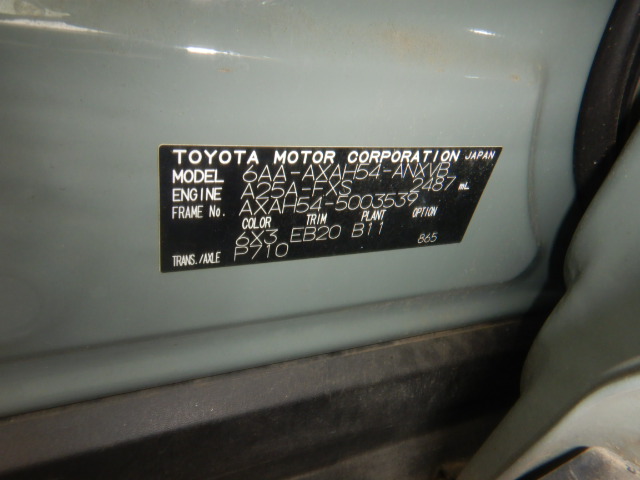 TOYOTA MOTOR CORPORATION JAPAN
MODEL 6AA-AXAH54-ANXVB
ENGINE A25A-FXS 2487 mL
FRAME No. AXAH54-5003539
COLOR TRIM PLANT OPTION
6X3 EB20 B11 865
TRANS./AXLE P710